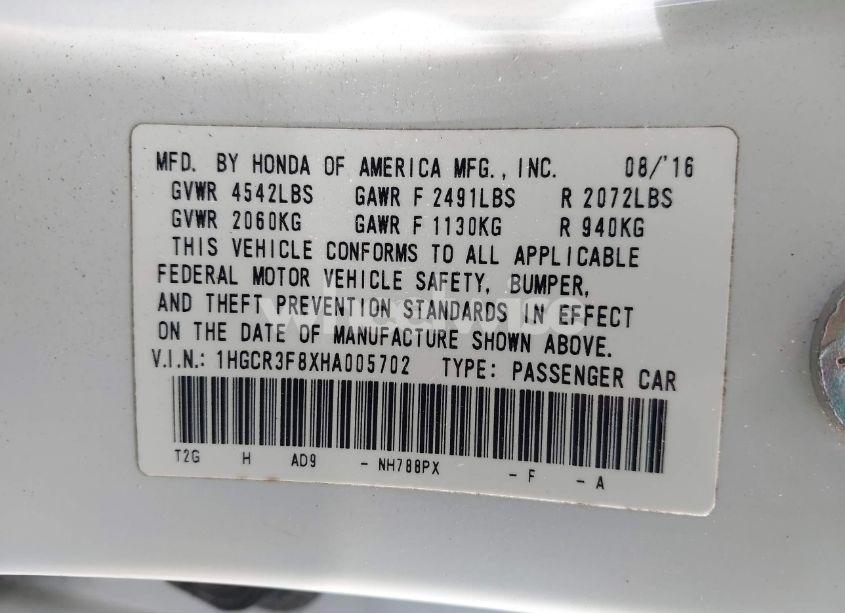 MFD. BY HONDA OF AMERICA MFG., INC. 08/'16
GVWR 4542LBS GAWR F 2491LBS R 2072LBS
GVWR 2060KG GAWR F 1130KG R 940KG
THIS VEHICLE CONFORMS TO ALL APPLICABLE
FEDERAL MOTOR VEHICLE SAFETY, BUMPER,
AND THEFT PREVENTION STANDARDS IN EFFECT
ON THE DATE OF MANUFACTURE SHOWN ABOVE.
V.I.N.: 1HGCR3F8XHA005702 TYPE: PASSENGER CAR
T2G H AD9 - NH788PX - F - A